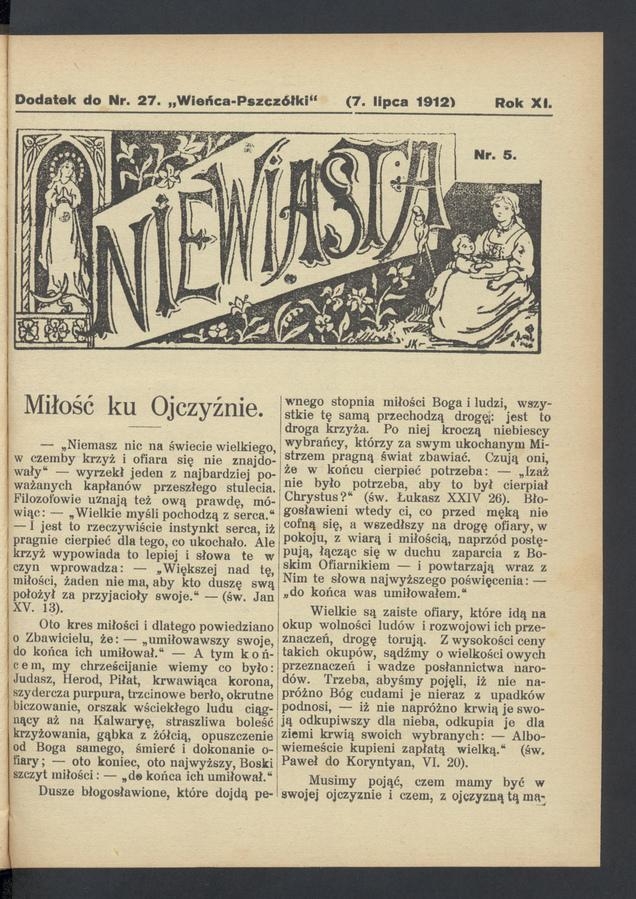 Dodatek do Nr. 27. „Wieńca-Pszczółki“ (7. lipca 1912) Rok XI.
Nr. 5.
NIEWIASTA
JK
Miłość ku Ojczyźnie.
— „Niemasz nic na świecie wielkiego,
w czemby krzyż i ofiara się nie znajdo-
wały“ — wyrzekł jeden z najbardziej po-
ważanych kapłanów przeszłego stulecia.
Filozofowie uznają też ową prawdę, mó-
wiąc: — „Wielkie myśli pochodzą z serca.“
— I jest to rzeczywiście instynkt serca, iż
pragnie cierpieć dla tego, co ukochało. Ale
krzyż wypowiada to lepiej i słowa te w
czyn wprowadza: — „Większej nad tę,
miłości, żaden nie ma, aby kto duszę swą
położył za przyjacioły swoje.“ — (św. Jan
XV. 13).
Oto kres miłości i dlatego powiedziano
o Zbawicielu, że: — „umiłowawszy swoje,
do końca ich umiłował.“ — A tym koń-
cem, my chrześcijanie wiemy co było:
Judasz, Herod, Piłat, krwawiąca korona,
szydercza purpura, trzcinowe berło, okrutne
biczowanie, orszak wściekłego ludu ciąg-
nący aż na Kalwaryę, straszliwa boleść
krzyżowania, gąbka z żółcią, opuszczenie
od Boga samego, śmierć i dokonanie o-
fiary; — oto koniec, oto najwyższy, Boski
szczyt miłości: — „do końca ich umiłował.“
Dusze błogosławione, które dojdą pe-
wnego stopnia miłości Boga i ludzi, wszy-
stkie tę samą przechodzą drogę: jest to
droga krzyża. Po niej kroczą niebiescy
wybrańcy, którzy za swym ukochanym Mi-
strzem pragną świat zbawiać. Czują oni,
że w końcu cierpieć potrzeba: — „Izaż
nie było potrzeba, aby to był cierpiał
Chrystus?“ (św. Łukasz XXIV 26). Bło-
gosławieni wtedy ci, co przed męką nie
cofną się, a wszedłszy na drogę ofiary, w
pokoju, z wiarą i miłością, naprzód postę-
pują, łącząc się w duchu zaparcia z Bo-
skim Ofiarnikiem — i powtarzają wraz z
Nim te słowa najwyższego poświęcenia: —
„do końca was umiłowałem.“
Wielkie są zaiste ofiary, które idą na
okup wolności ludów i rozwojowi ich prze-
znaczeń, drogę torują. Z wysokości ceny
takich okupów, sądźmy o wielkości owych
przeznaczeń i wadze posłannictwa naro-
dów. Trzeba, abyśmy pojęli, iż nie na-
próżno Bóg cudami je nieraz z upadków
podnosi, — iż nie napróżno krwią je swo-
ją odkupiwszy dla nieba, odkupia je dla
ziemi krwią swoich wybranych: — Albo-
wiemeście kupieni zapłatą wielką.“ (św.
Paweł do Koryntyan, VI. 20).
Musimy pojąć, czem mamy być w
swojej ojczyźnie i czem, z ojczyzną tą ma-